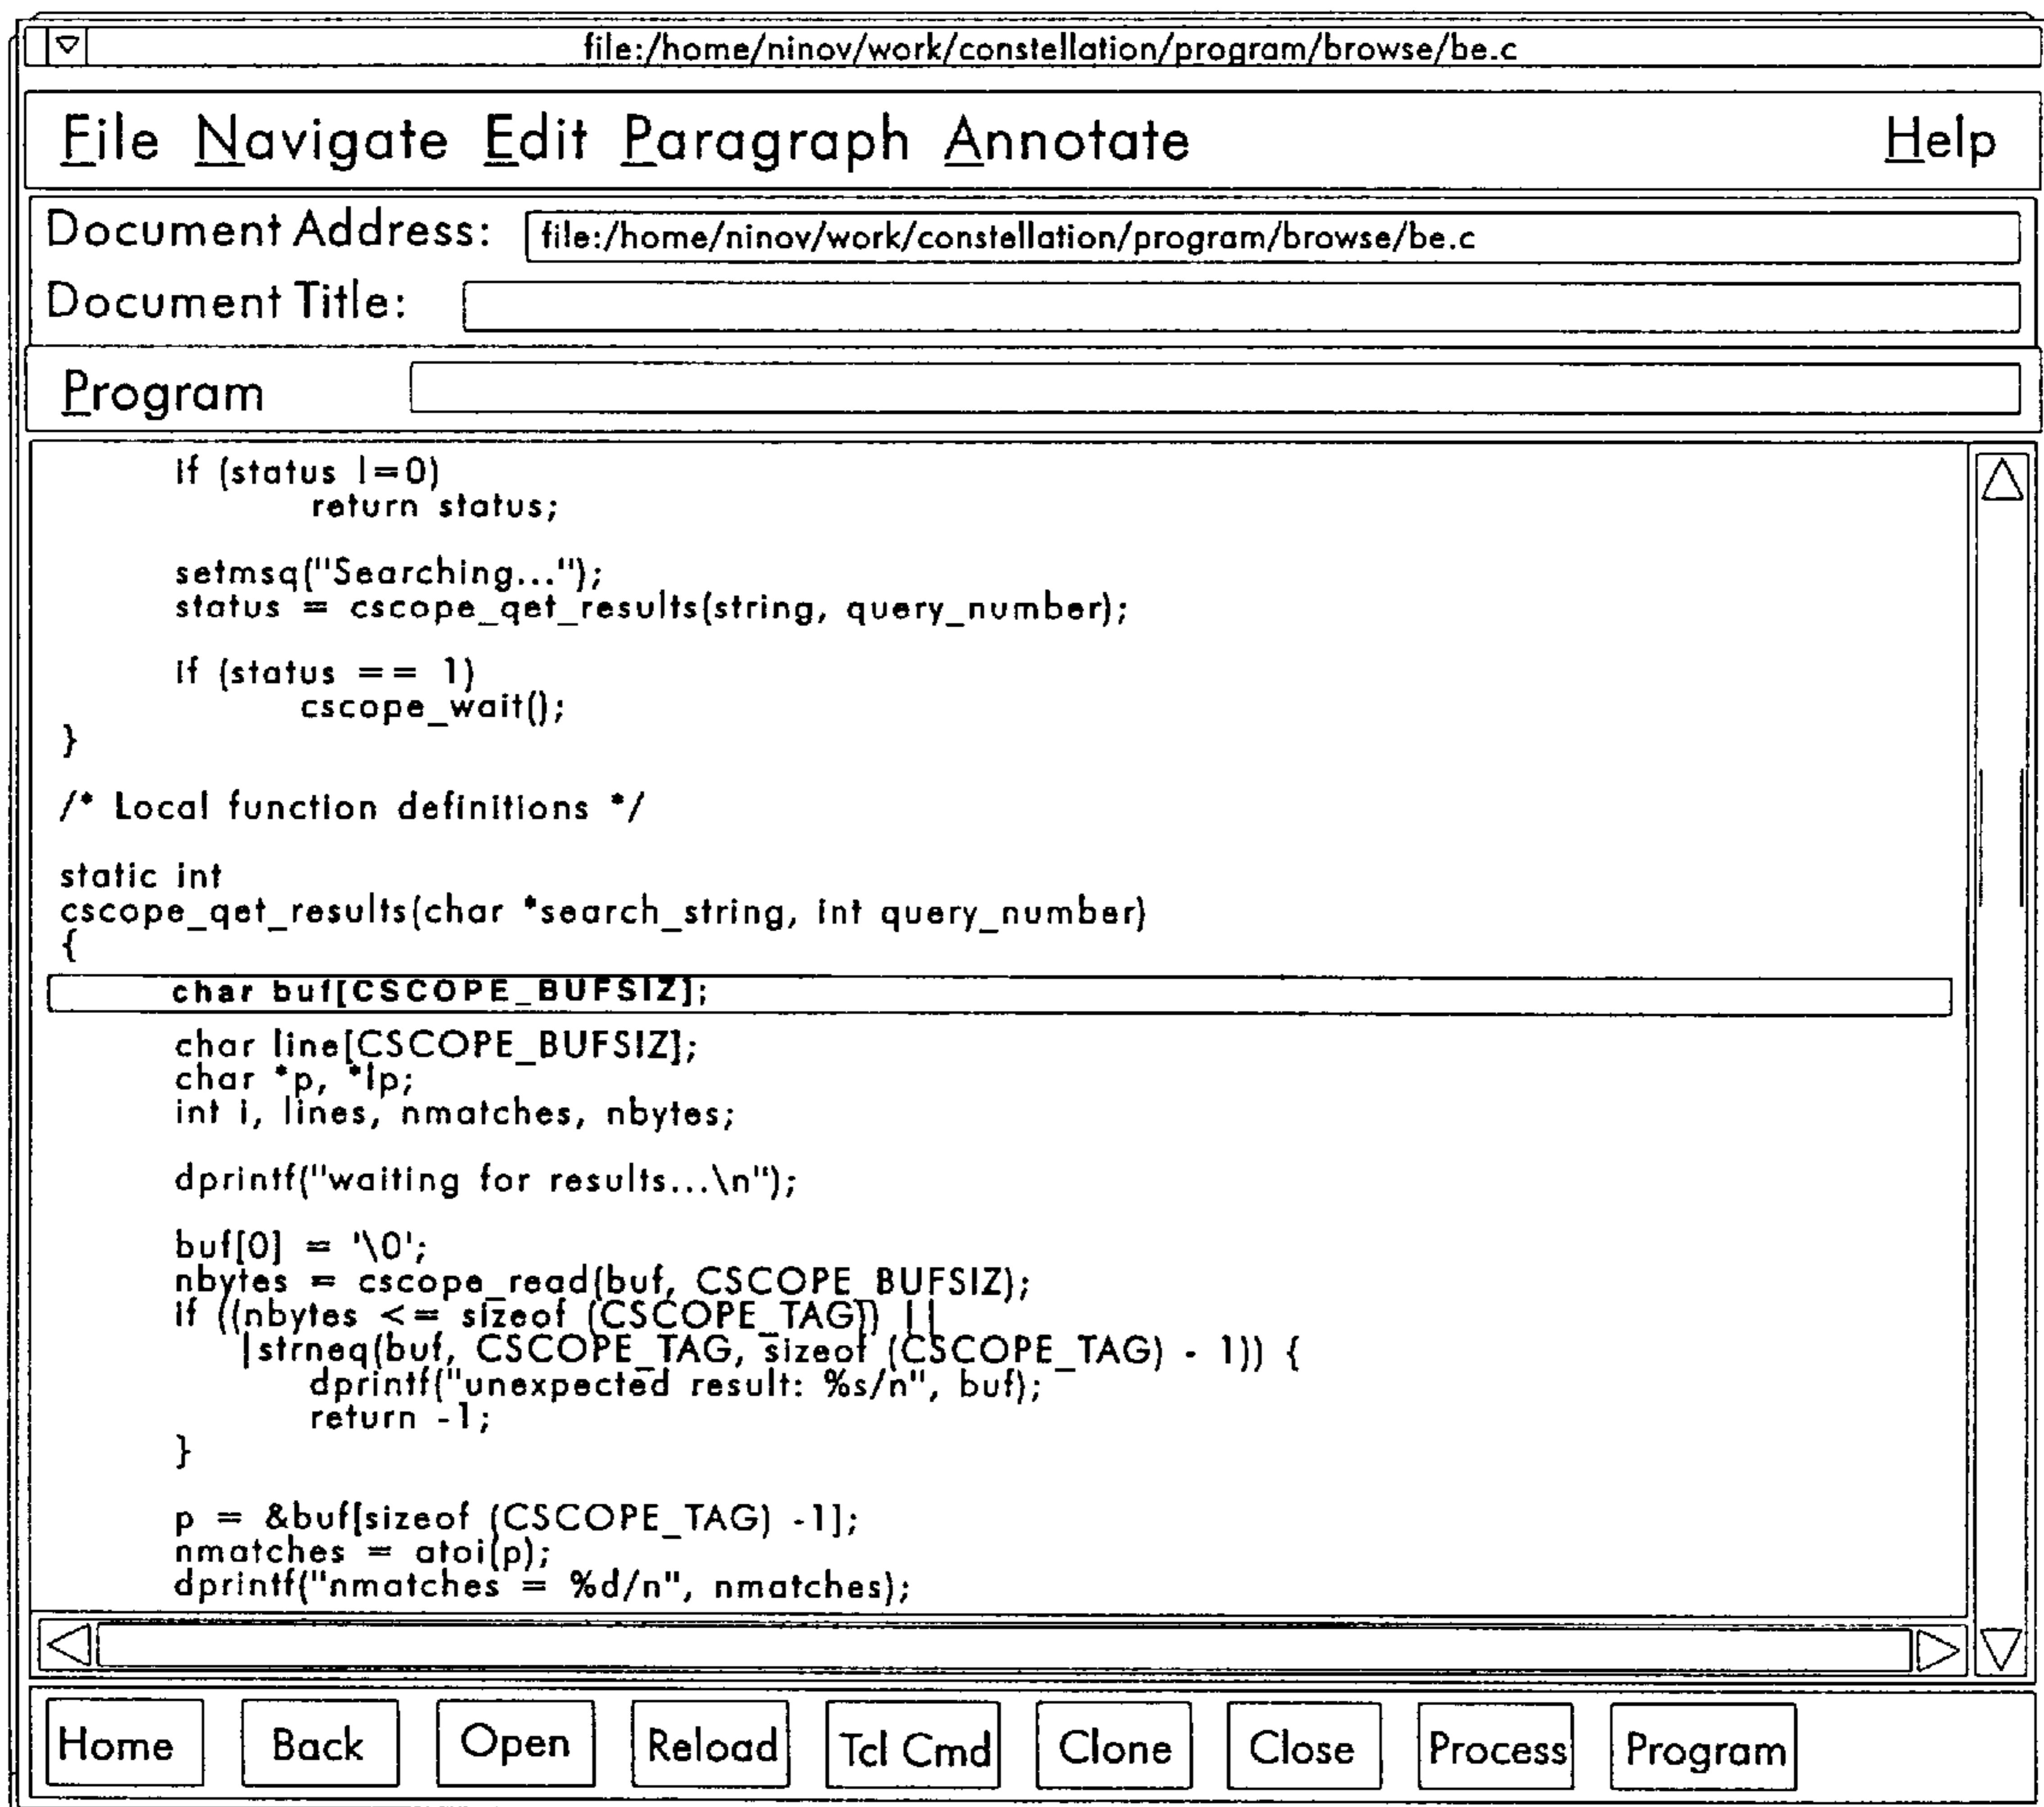 file:/home/ninov/work/constellation/program/browse/be.c
File Navigate Edit Paragraph Annotate Help
Document Address: file:/home/ninov/work/constellation/program/browse/be.c
Document Title:
Program
if (status |=0)
return status;
setmsq("Searching...");
status = cscope_qet_results(string, query_number);
if (status == 1)
cscope_wait();
}
/* Local function definitions */
static int
cscope_qet_results(char *search_string, int query_number)
{
char buf[CSCOPE_BUFSIZ];
char line[CSCOPE_BUFSIZ];
char *p, *lp;
int i, lines, nmatches, nbytes;
dprintf("waiting for results...\n");
buf[0] = '\0';
nbytes = cscope_read(buf, CSCOPE_BUFSIZ);
if ((nbytes <= sizeof (CSCOPE_TAG)) ||
|strneq(buf, CSCOPE_TAG, sizeof (CSCOPE_TAG) - 1)) {
dprintf("unexpected result: %s/n", buf);
return -1;
}
p = &buf[sizeof (CSCOPE_TAG) -1];
nmatches = atoi(p);
dprintf("nmatches = %d/n", nmatches);
Home Back Open Reload Tcl Cmd Clone Close Process Program